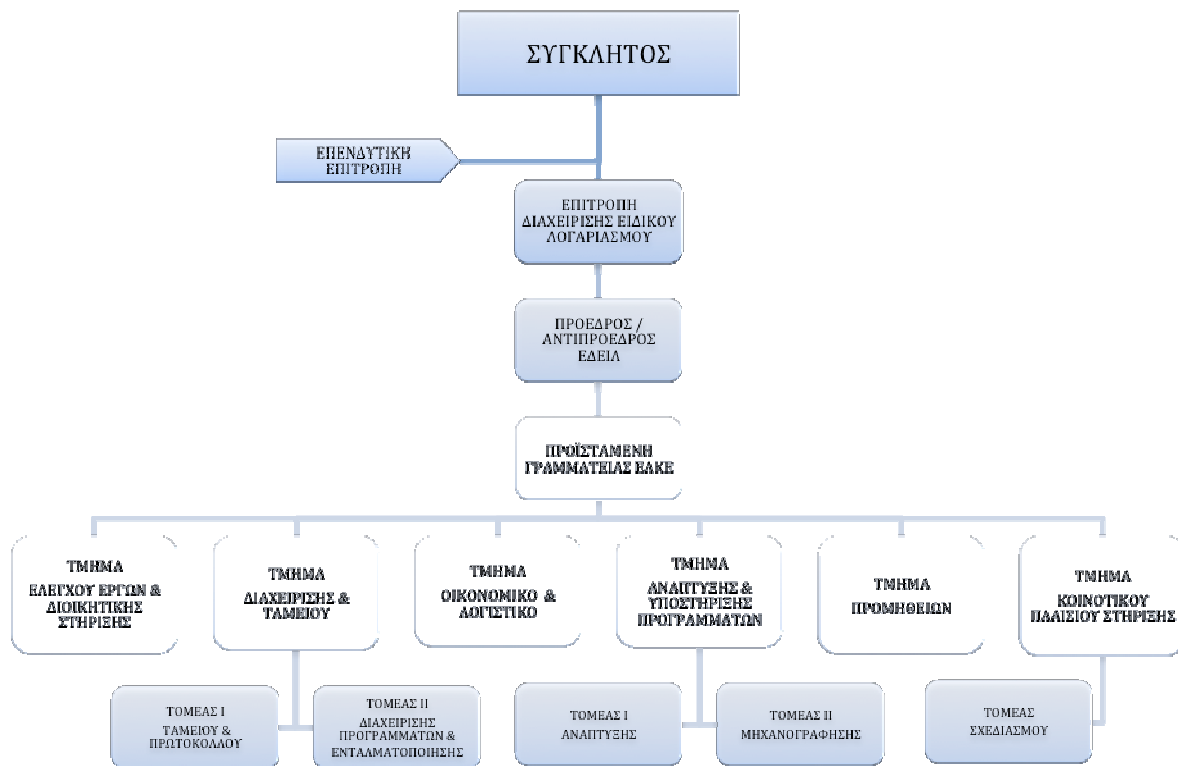 ΣΥΓΚΛΗΤΟΣ
ΕΠΕΝΔΥΤΙΚΗ
ΕΠΙΤΡΟΠΗ
ΕΠΙΤΡΟΠΗ
ΔΙΑΧΕΙΡΙΣΗΣ ΕΙΔΙΚΟΥ
ΛΟΓΑΡΙΑΣΜΟΥ
ΠΡΟΕΔΡΟΣ /
ΑΝΤΙΠΡΟΕΔΡΟΣ
ΕΔΕΙΛ
ΠΡΟΪΣΤΑΜΕΝΗ
ΓΡΑΜΜΑΤΕΙΑΣ ΕΛΚΕ
ΤΜΗΜΑ
ΕΛΕΓΧΟΥ ΕΡΓΩΝ &
ΔΙΟΙΚΗΤΙΚΗΣ
ΣΤΗΡΙΞΗΣ
ΤΜΗΜΑ
ΔΙΑΧΕΙΡΙΣΗΣ &
ΤΑΜΕΙΟΥ
ΤΜΗΜΑ
ΟΙΚΟΝΟΜΙΚΟ &
ΛΟΓΙΣΤΙΚΟ
ΤΜΗΜΑ
ΑΝΑΠΤΥΞΗΣ &
ΥΠΟΣΤΗΡΙΞΗΣ
ΠΡΟΓΡΑΜΜΑΤΩΝ
ΤΜΗΜΑ
ΠΡΟΜΗΘΕΙΩΝ
ΤΜΗΜΑ
ΚΟΙΝΟΤΙΚΟΥ
ΠΛΑΙΣΙΟΥ ΣΤΗΡΙΞΗΣ
ΤΟΜΕΑΣ Ι
ΤΑΜΕΙΟΥ &
ΠΡΩΤΟΚΟΛΛΟΥ
ΤΟΜΕΑΣ ΙΙ
ΔΙΑΧΕΙΡΙΣΗΣ
ΠΡΟΓΡΑΜΜΑΤΩΝ &
ΕΝΤΑΛΜΑΤΟΠΟΙΗΣΗΣ
ΤΟΜΕΑΣ Ι
ΑΝΑΠΤΥΞΗΣ
ΤΟΜΕΑΣ ΙΙ
ΜΗΧΑΝΟΓΡΑΦΗΣΗΣ
ΤΟΜΕΑΣ
ΣΧΕΔΙΑΣΜΟΥ